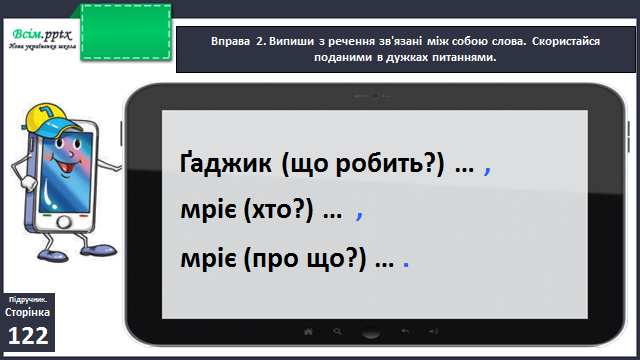 Всім.pptx
Нова українська школа
Вправа 2. Випиши з речення зв'язані між собою слова. Скористайся
поданими в дужках питаннями.
Ґаджик (що робить?) ... ,
мріє (хто?) ... ,
мріє (про що?) ... .
Підручник.
Сторінка
122